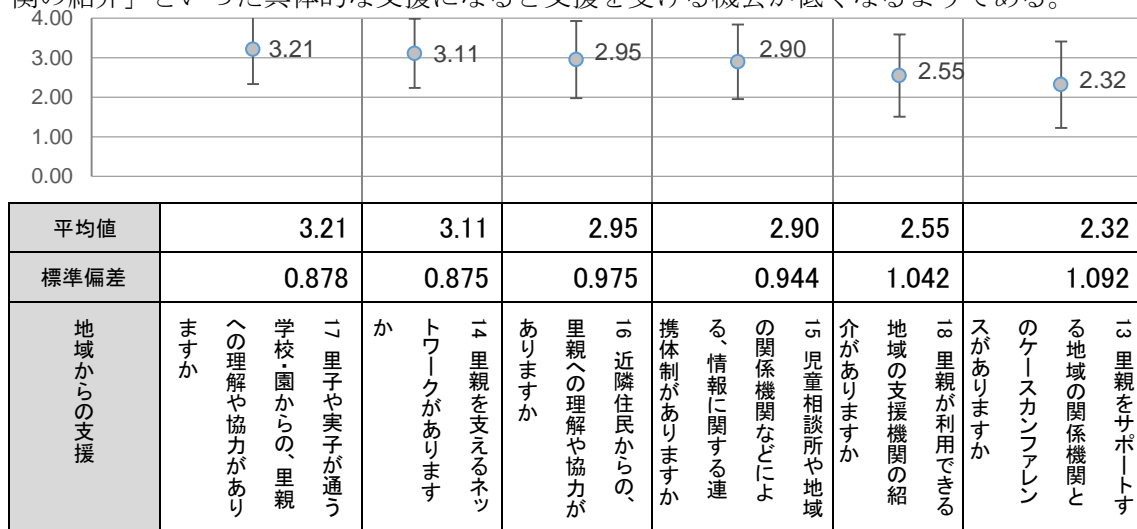 関の紹介」といった具体的な支援になると支援を受ける機会が低くなるようである。
4.00
3.00
2.00
1.00
0.00
3.21
3.11
2.95
2.90
2.55
2.32
平均値
3.21
3.11
2.95
2.90
2.55
2.32
標準偏差
0.878
0.875
0.975
0.944
1.042
1.092
地域からの支援
17 里子や実子が通う
学校・園からの、里親
への理解や協力があり
ますか
14 里親を支えるネッ
トワークがあります
か
16 近隣住民からの、
里親への理解や協力が
ありますか
15 児童相談所や地域
の関係機関などによ
る、情報に関する連
携体制がありますか
18 里親が利用できる
地域の支援機関の紹
介がありますか
13 里親をサポートす
る地域の関係機関と
のケースカンファレン
スがありますか